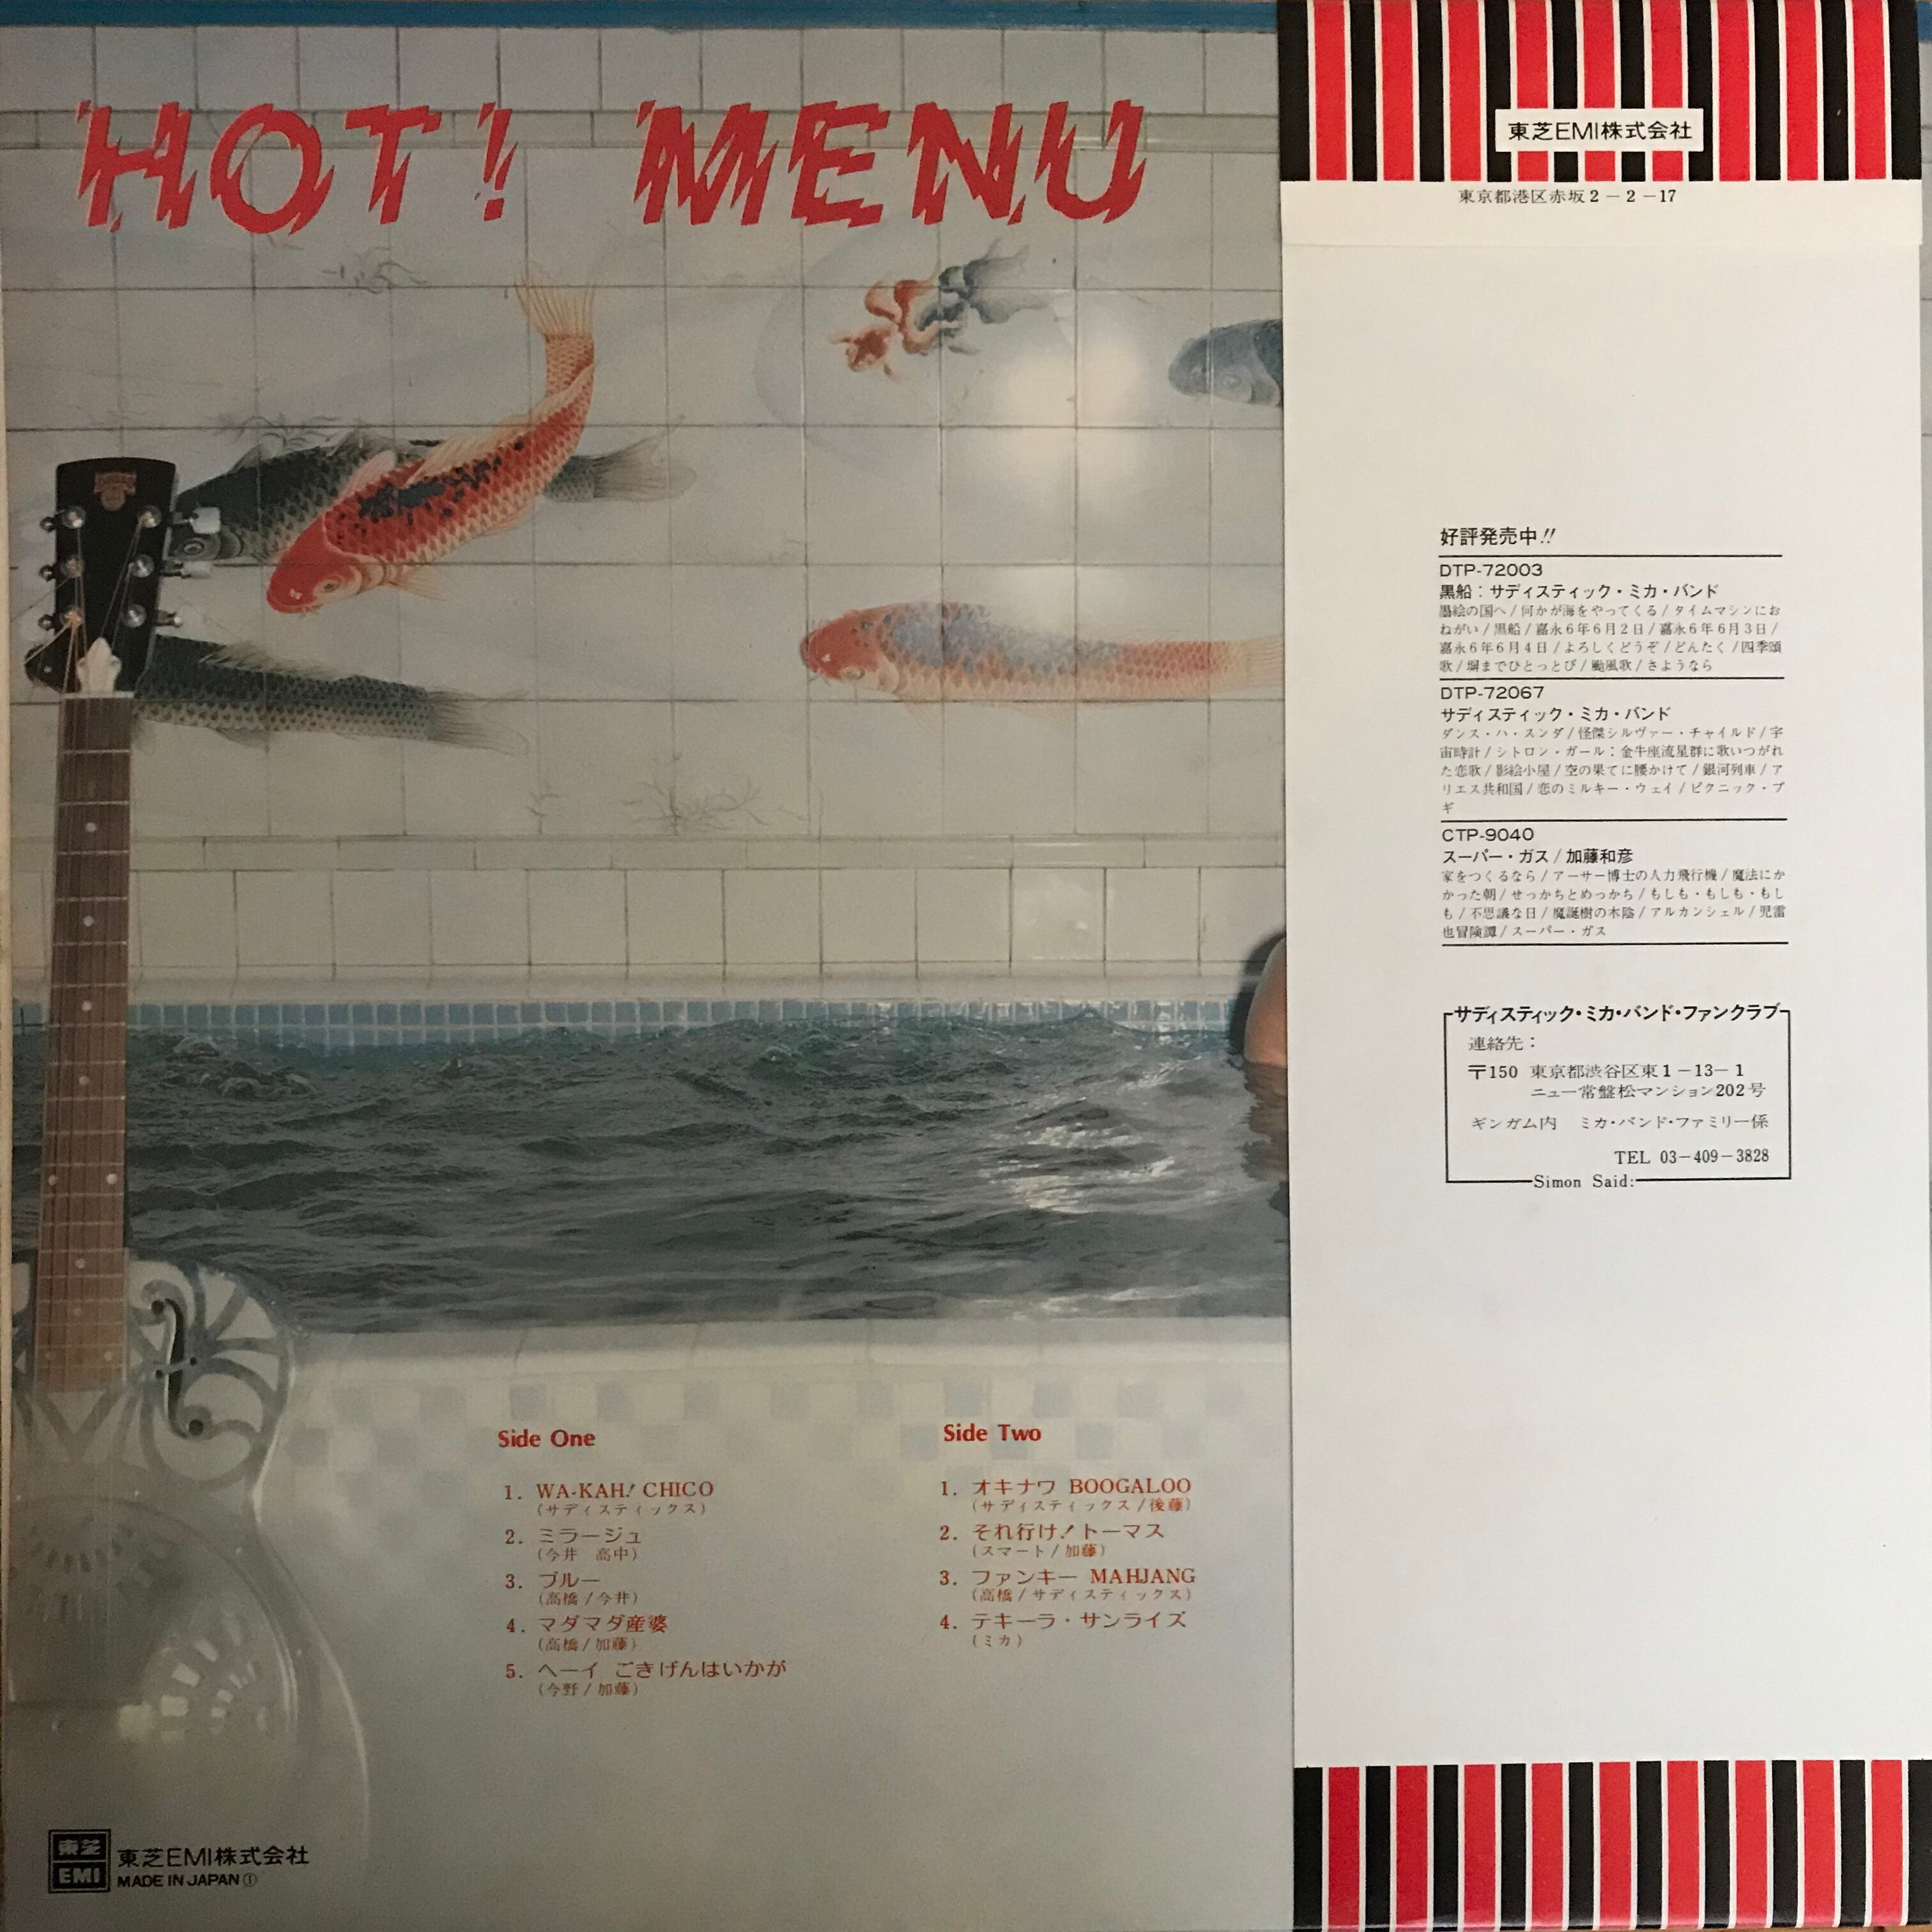 HOT! MENU
東芝EMI株式会社
東京都港区赤坂2-2-17
好評発売中!!
DTP-72003
黒船:サディスティック・ミカ・バンド
墨絵の国へ/何かが海をやってくる/タイムマシンにお
ねがい/黒船/嘉永6年6月2日/嘉永6年6月3日/
嘉永6年6月4日/よろしくどうぞ/どんたく/四季頌
歌/塀までひとっとび/颱風歌/さようなら
DTP-72067
サディスティック・ミカ・バンド
ダンス・ハ・スンダ/怪傑シルヴァー・チャイルド/宇
宙時計/シトロン・ガール:金牛座流星群に歌いつがれ
た恋歌/影絵小屋/空の果てに腰かけて/銀河列車/ア
リエス共和国/恋のミルキー・ウェイ/ピクニック・ブ
ギ
CTP-9040
スーパー・ガス/加藤和彦
家をつくるなら/アーサー博士の人力飛行機/魔法にか
かった朝/せっかちとめっかち/もしも・もしも・もし
も/不思議な日/魔誕樹の木陰/アルカンシェル/児雷
也冒険譚/スーパー・ガス
サディスティック・ミカ・バンド・ファンクラブ
連絡先:
〒150 東京都渋谷区東1-13-1
ニュー常盤松マンション202号
ギンガム内 ミカ・バンド・ファミリー係
TEL 03-409-3828
Simon Said:
Side One
1. WA-KAH! CHICO
(サディスティックス)
2. ミラージュ
(今井 高中)
3. ブルー
(高橋/今井)
4. マダマダ産婆
(高橋/加藤)
5. ヘーイ ごきげんはいかが
(今野/加藤)
Side Two
1. オキナワ BOOGALOO
(サディスティックス/後藤)
2. それ行け!トーマス
(スマート/加藤)
3. ファンキー MAHJANG
(高橋/サディスティックス)
4. テキーラ・サンライズ
(ミカ)
東芝
EMI
東芝EMI株式会社
MADE IN JAPAN ①